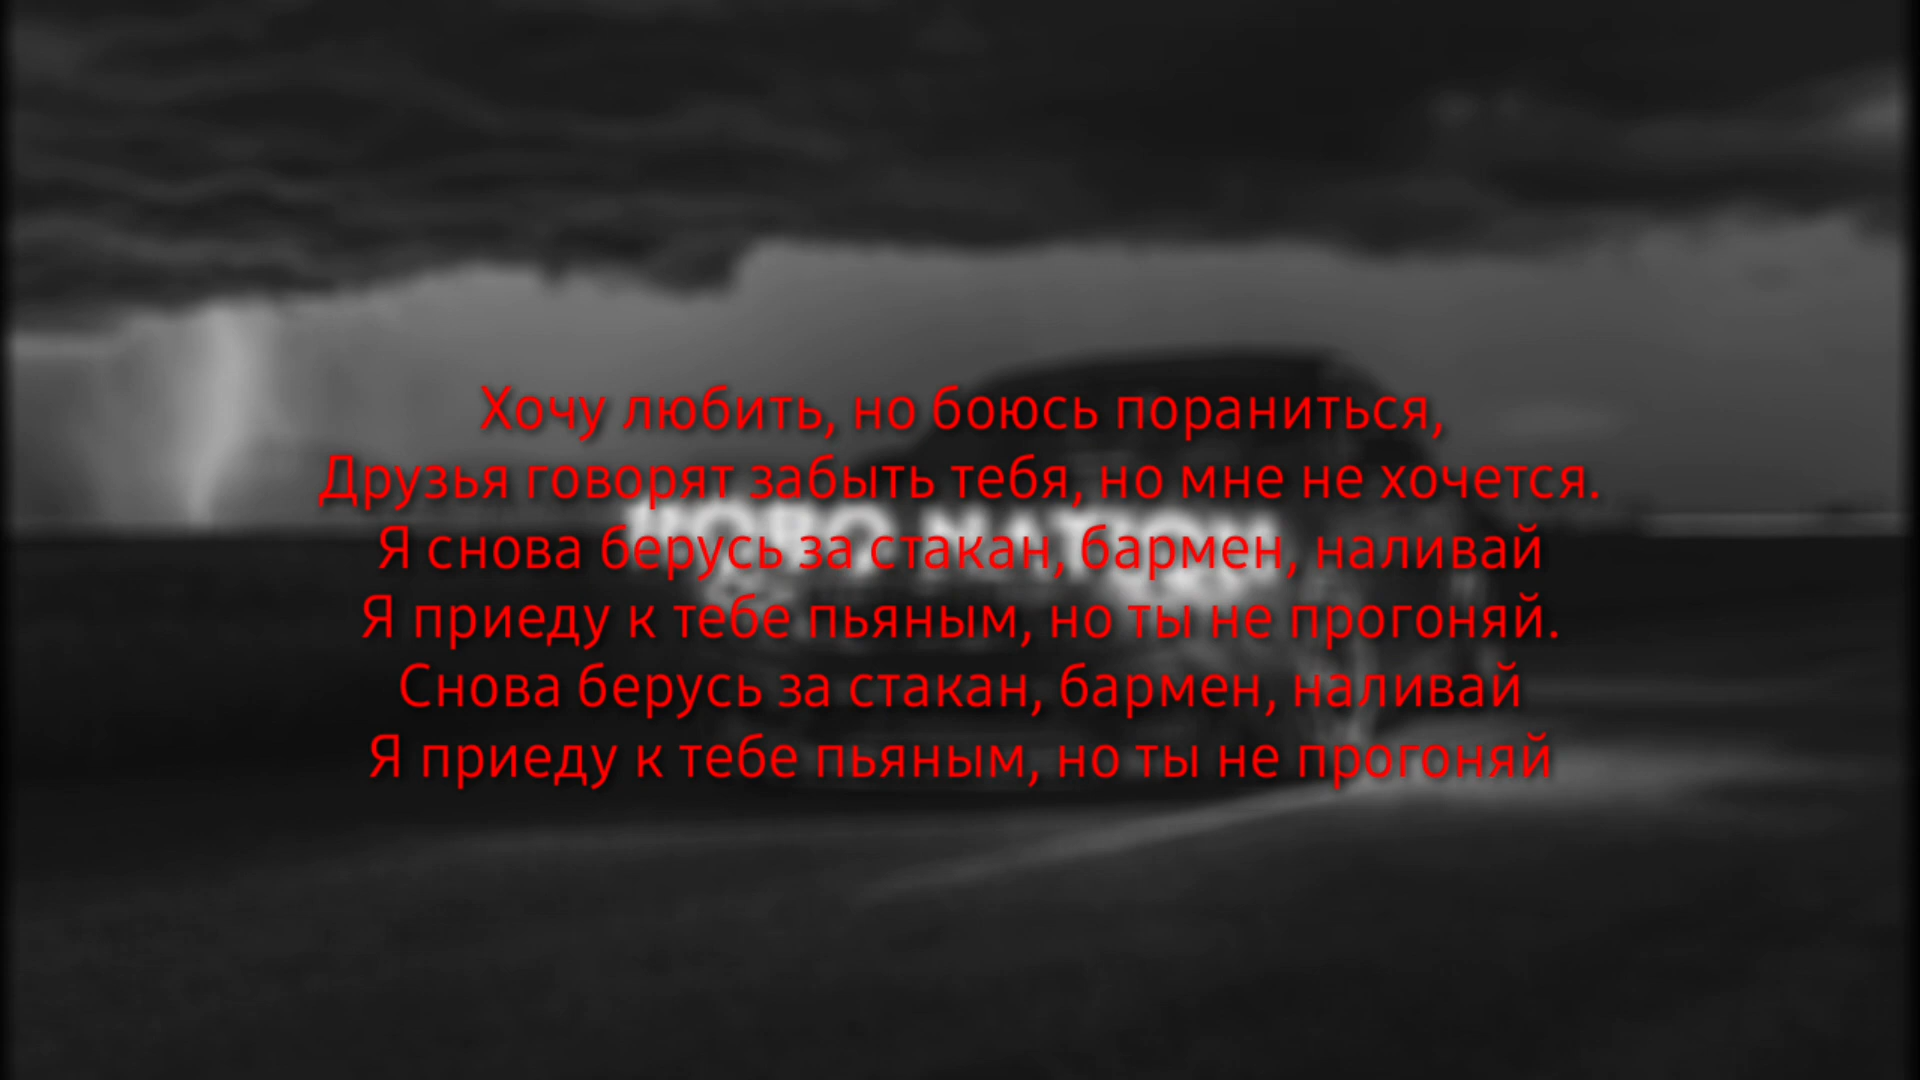 Хочу любить, но боюсь пораниться,
Друзья говорят забыть тебя, но мне не хочется.
Я снова берусь за стакан, бармен, наливай
Я приеду к тебе пьяным, но ты не прогоняй.
Снова берусь за стакан, бармен, наливай
Я приеду к тебе пьяным, но ты не прогоняй
NATION